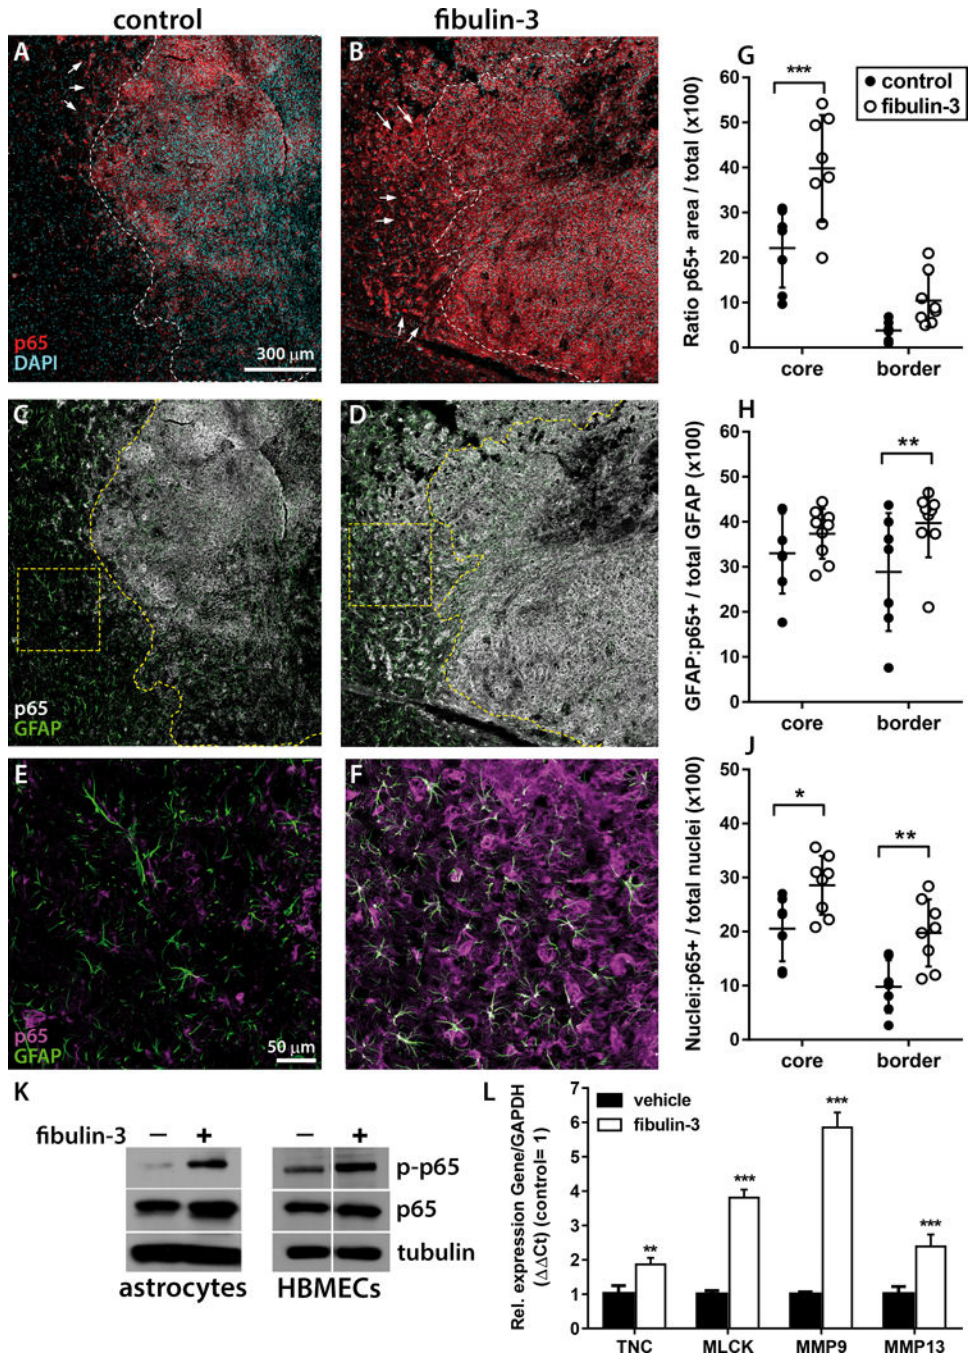 control
fibulin-3
A
p65
DAPI
300 µm
B
C
p65
GFAP
D
E
p65
GFAP
50 µm
F
G
Ratio p65+ area / total (x100)
60
50
40
30
20
10
0
***
control
fibulin-3
core
border
H
GFAP:p65+ / total GFAP (x100)
60
50
40
30
20
10
0
**
core
border
J
Nuclei:p65+ / total nuclei (x100)
50
40
30
20
10
0
*
**
core
border
K
fibulin-3 – + – +
p-p65
p65
tubulin
astrocytes
HBMECs
L
Rel. expression Gene/GAPDH
(ΔΔCt) (control= 1)
7
6
5
4
3
2
1
0
vehicle
fibulin-3
**
***
***
***
TNC
MLCK
MMP9
MMP13